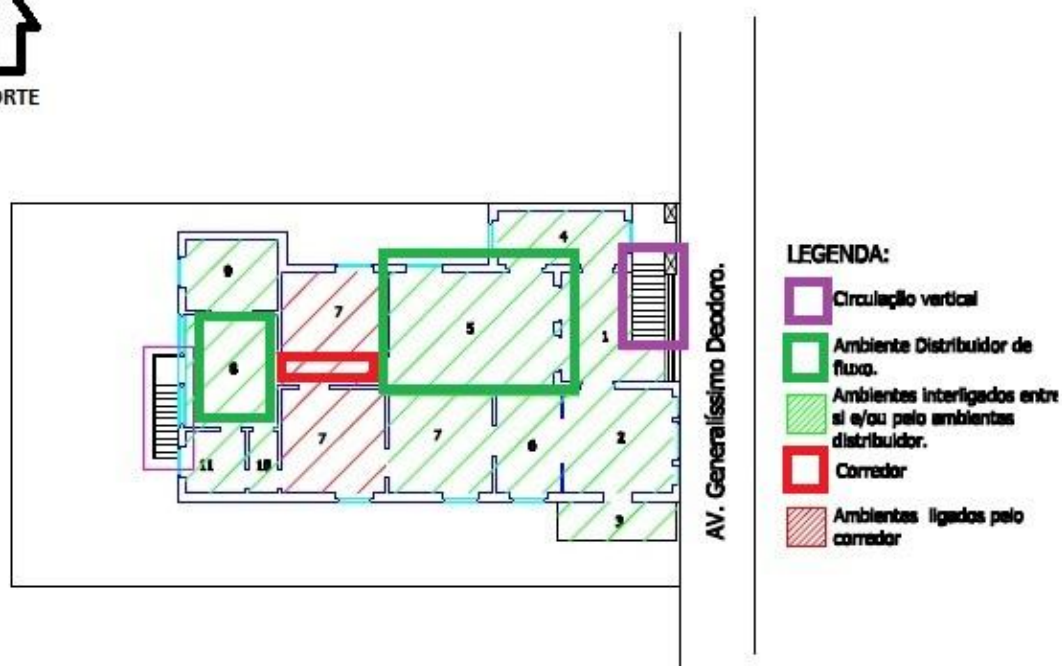 ORTE
4
9
7
5
1
8
7
7
6
2
11
10
3
AV. Generalíssimo Deodoro.
LEGENDA:
Circulação vertical
Ambiente Distribuidor de
fluxo.
Ambientes interligados entre
si e/ou pelo ambientes
distribuidor.
Corredor
Ambientes ligados pelo
corredor